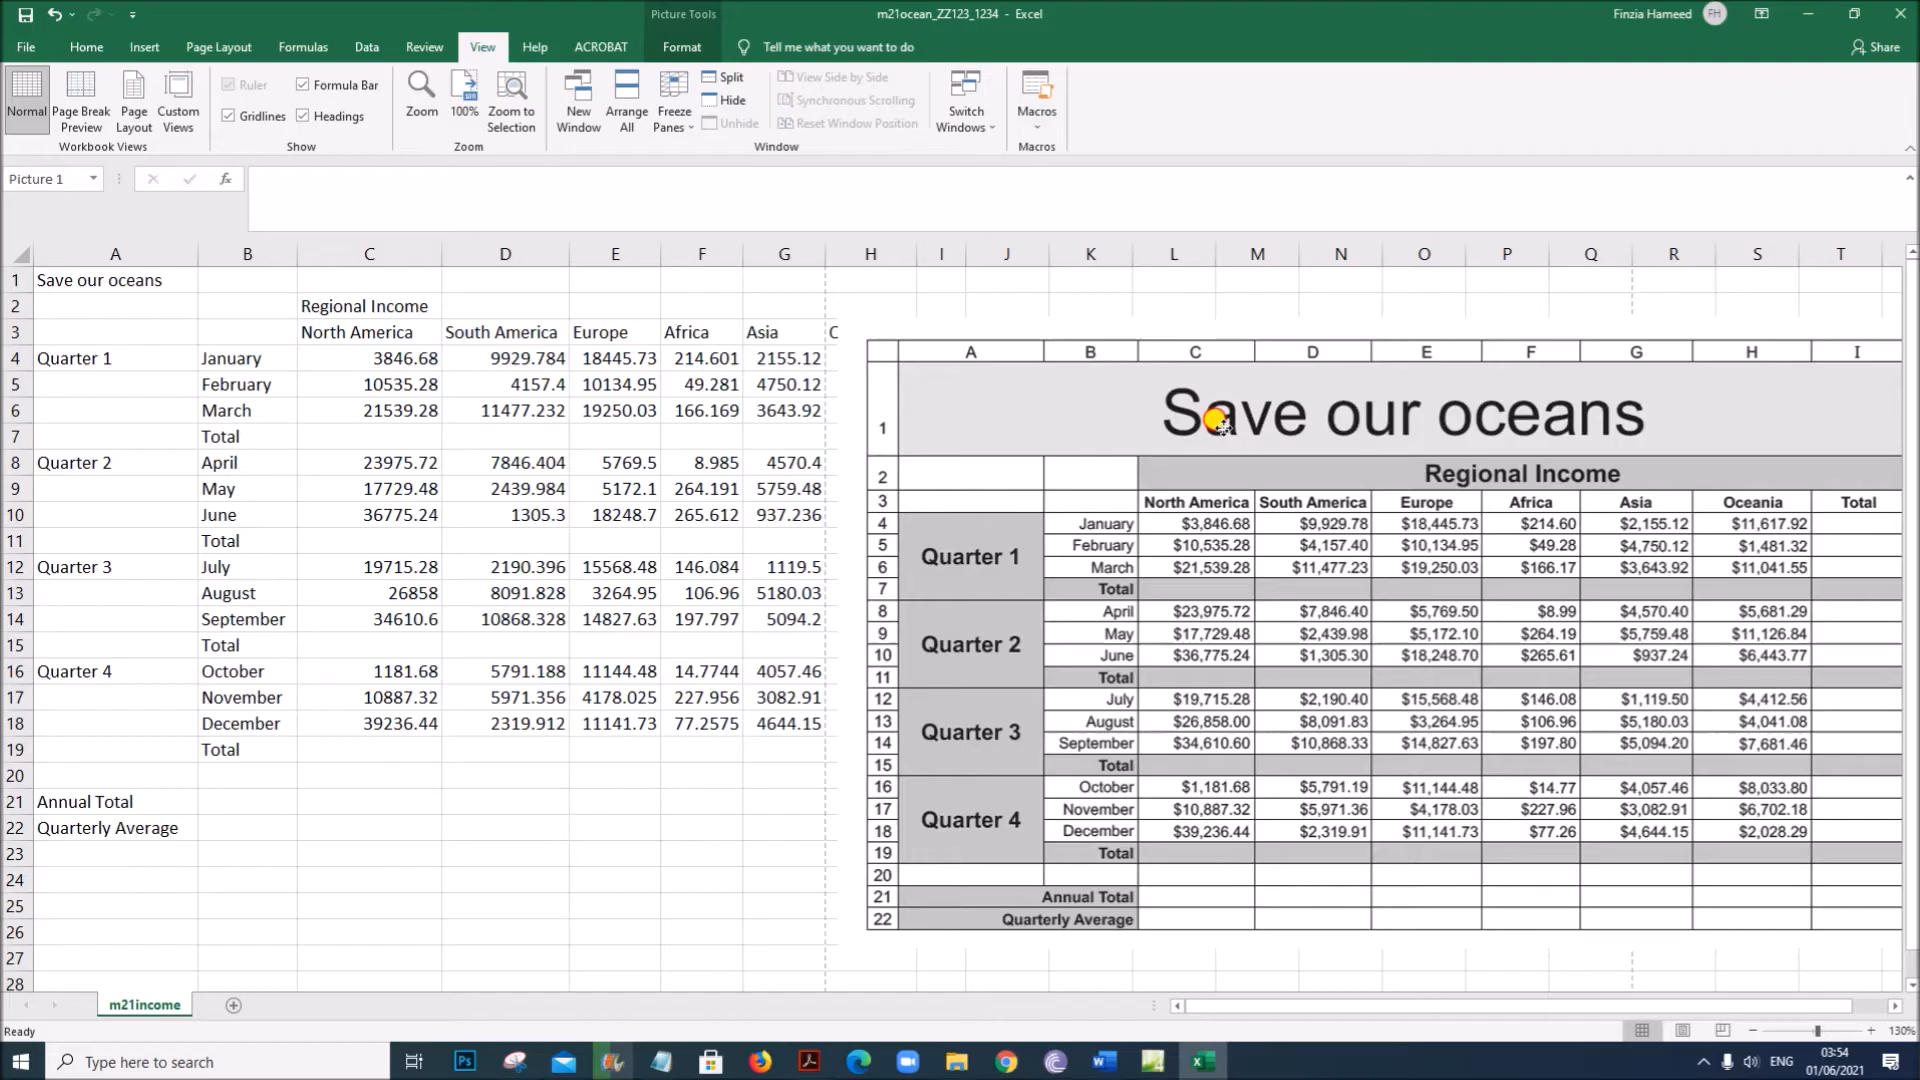 Picture Tools
m21ocean_ZZ123_1234 - Excel
Finzia Hameed FH
File Home Insert Page Layout Formulas Data Review View Help ACROBAT Format Tell me what you want to do Share
Normal Page Break Preview Page Layout Custom Views
Workbook Views
Ruler Formula Bar
Gridlines Headings
Show
Zoom 100% Zoom to Selection
Zoom
New Window Arrange All Freeze Panes
Split
Hide
Unhide
View Side by Side
Synchronous Scrolling
Reset Window Position
Switch Windows
Window
Macros
Macros
Picture 1 fx
A B C D E F G H I J K L M N O P Q R S T
1 Save our oceans
2 Regional Income
3 North America South America Europe Africa Asia
4 Quarter 1 January 3846.68 9929.784 18445.73 214.601 2155.12
5 February 10535.28 4157.4 10134.95 49.281 4750.12
6 March 21539.28 11477.232 19250.03 166.169 3643.92
7 Total
8 Quarter 2 April 23975.72 7846.404 5769.5 8.985 4570.4
9 May 17729.48 2439.984 5172.1 264.191 5759.48
10 June 36775.24 1305.3 18248.7 265.612 937.236
11 Total
12 Quarter 3 July 19715.28 2190.396 15568.48 146.084 1119.5
13 August 26858 8091.828 3264.95 106.96 5180.03
14 September 34610.6 10868.328 14827.63 197.797 5094.2
15 Total
16 Quarter 4 October 1181.68 5791.188 11144.48 14.7744 4057.46
17 November 10887.32 5971.356 4178.025 227.956 3082.91
18 December 39236.44 2319.912 11141.73 77.2575 4644.15
19 Total
20
21 Annual Total
22 Quarterly Average
23
24
25
26
27
28
A B C D E F G H I
1 Save our oceans
2 Regional Income
3 North America South America Europe Africa Asia Oceania Total
4 January $3,846.68 $9,929.78 $18,445.73 $214.60 $2,155.12 $11,617.92
5 Quarter 1 February $10,535.28 $4,157.40 $10,134.95 $49.28 $4,750.12 $1,481.32
6 March $21,539.28 $11,477.23 $19,250.03 $166.17 $3,643.92 $11,041.55
7 Total
8 April $23,975.72 $7,846.40 $5,769.50 $8.99 $4,570.40 $5,681.29
9 Quarter 2 May $17,729.48 $2,439.98 $5,172.10 $264.19 $5,759.48 $11,126.84
10 June $36,775.24 $1,305.30 $18,248.70 $265.61 $937.24 $6,443.77
11 Total
12 July $19,715.28 $2,190.40 $15,568.48 $146.08 $1,119.50 $4,412.56
13 Quarter 3 August $26,858.00 $8,091.83 $3,264.95 $106.96 $5,180.03 $4,041.08
14 September $34,610.60 $10,868.33 $14,827.63 $197.80 $5,094.20 $7,681.46
15 Total
16 October $1,181.68 $5,791.19 $11,144.48 $14.77 $4,057.46 $8,033.80
17 Quarter 4 November $10,887.32 $5,971.36 $4,178.03 $227.96 $3,082.91 $6,702.18
18 December $39,236.44 $2,319.91 $11,141.73 $77.26 $4,644.15 $2,028.29
19 Total
20
21 Annual Total
22 Quarterly Average
m21income
Ready
130%
Type here to search
ENG
03:54
01/06/2021